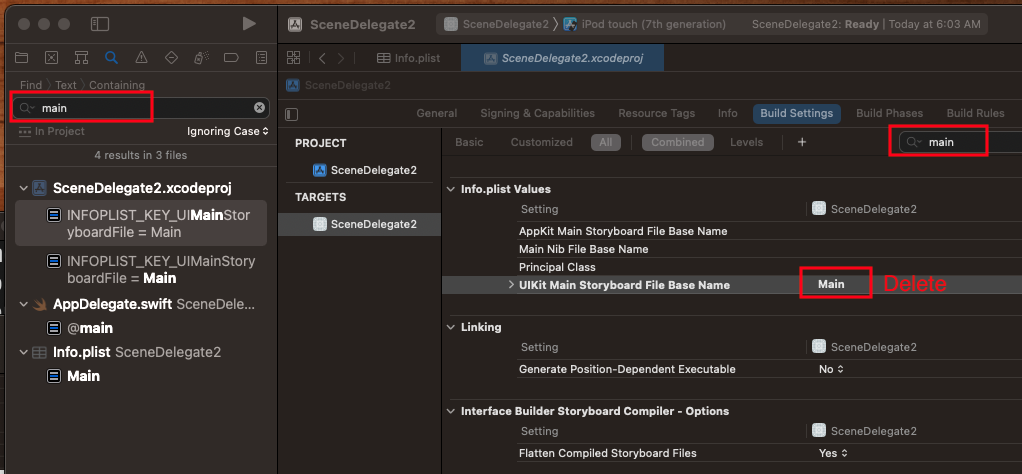 SceneDelegate2
SceneDelegate2 〉 iPod touch (7th generation)
SceneDelegate2: Ready | Today at 6:03 AM
Info.plist
SceneDelegate2.xcodeproj
Find 〉 Text 〉 Containing
main
In Project
Ignoring Case
4 results in 3 files
SceneDelegate2.xcodeproj
INFOPLIST_KEY_UIMainStor
yboardFile = Main
INFOPLIST_KEY_UIMainStory
boardFile = Main
AppDelegate.swift SceneDele...
@main
Info.plist SceneDelegate2
Main
SceneDelegate2
General
Signing & Capabilities
Resource Tags
Info
Build Settings
Build Phases
Build Rules
PROJECT
SceneDelegate2
TARGETS
SceneDelegate2
Basic
Customized
All
Combined
Levels
+
main
Info.plist Values
Setting
SceneDelegate2
AppKit Main Storyboard File Base Name
Main Nib File Base Name
Principal Class
UIKit Main Storyboard File Base Name
Main
Delete
Linking
Setting
SceneDelegate2
Generate Position-Dependent Executable
No
Interface Builder Storyboard Compiler - Options
Setting
SceneDelegate2
Flatten Compiled Storyboard Files
Yes